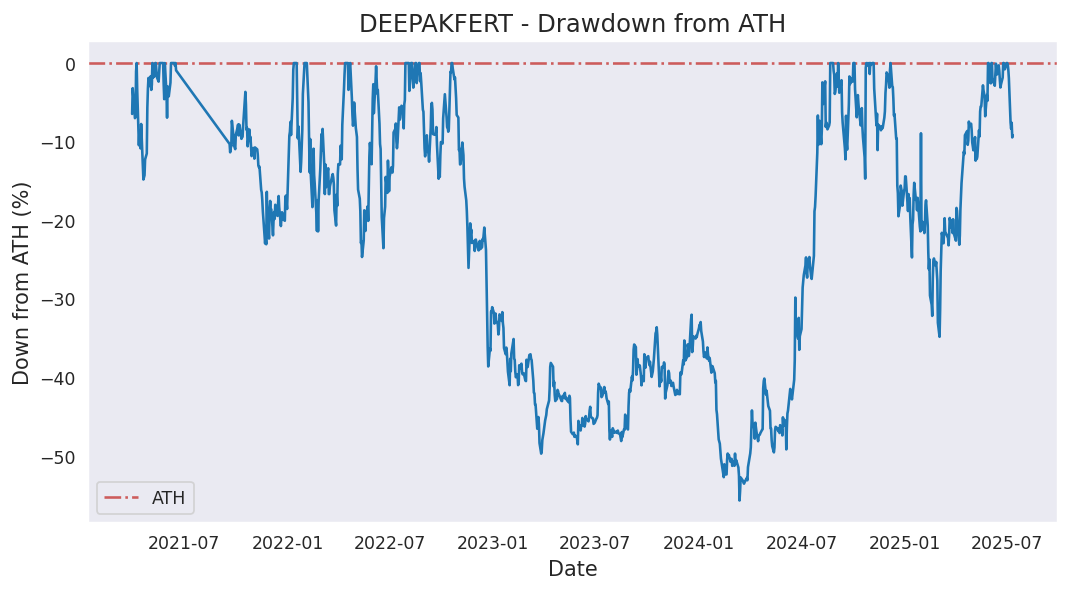 DEEPAKFERT - Drawdown from ATH
Down from ATH (%)
0
−10
−20
−30
−40
−50
ATH
2021-07 2022-01 2022-07 2023-01 2023-07 2024-01 2024-07 2025-01 2025-07
Date